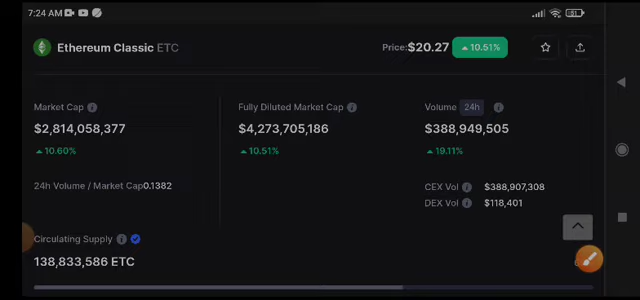 7:24 AM
Ethereum Classic ETC
Price:$20.27 10.51%
Market Cap
Fully Diluted Market Cap
Volume 24h
$2,814,058,377
$4,273,705,186
$388,949,505
10.60%
10.51%
19.11%
24h Volume / Market Cap0.1382
CEX Vol $388,907,308
DEX Vol $118,401
Circulating Supply
138,833,586 ETC